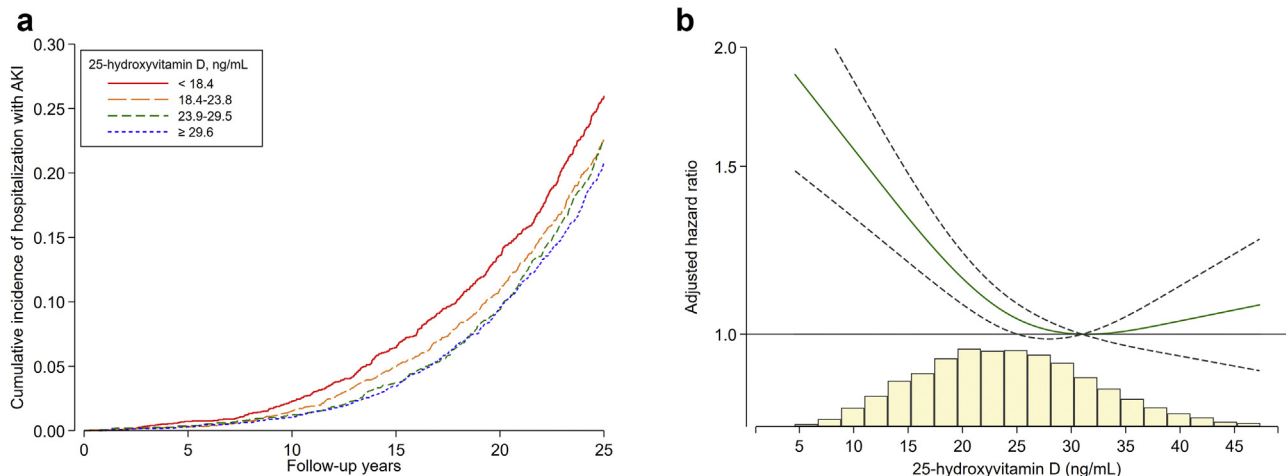 a
Cumulative incidence of hospitalization with AKI
0.30
0.25
0.20
0.15
0.10
0.05
0.00
25-hydroxyvitamin D, ng/mL
< 18.4
18.4-23.8
23.9-29.5
≥ 29.6
0 5 10 15 20 25
Follow-up years
b
Adjusted hazard ratio
2.0
1.5
1.0
5 10 15 20 25 30 35 40 45
25-hydroxyvitamin D (ng/mL)